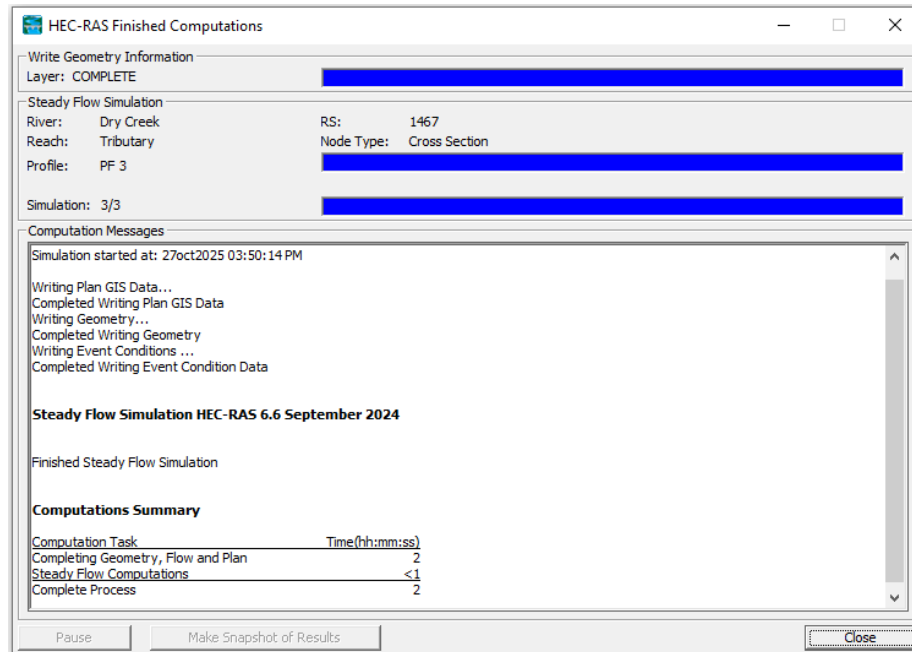 HEC-RAS Finished Computations
Write Geometry Information
Layer: COMPLETE
Steady Flow Simulation
River: Dry Creek RS: 1467
Reach: Tributary Node Type: Cross Section
Profile: PF 3
Simulation: 3/3
Computation Messages
Simulation started at: 27oct2025 03:50:14 PM
Writing Plan GIS Data...
Completed Writing Plan GIS Data
Writing Geometry...
Completed Writing Geometry
Writing Event Conditions ...
Completed Writing Event Condition Data
Steady Flow Simulation HEC-RAS 6.6 September 2024
Finished Steady Flow Simulation
Computations Summary
Computation Task Time(hh:mm:ss)
Completing Geometry, Flow and Plan 2
Steady Flow Computations <1
Complete Process 2
Pause Make Snapshot of Results Close